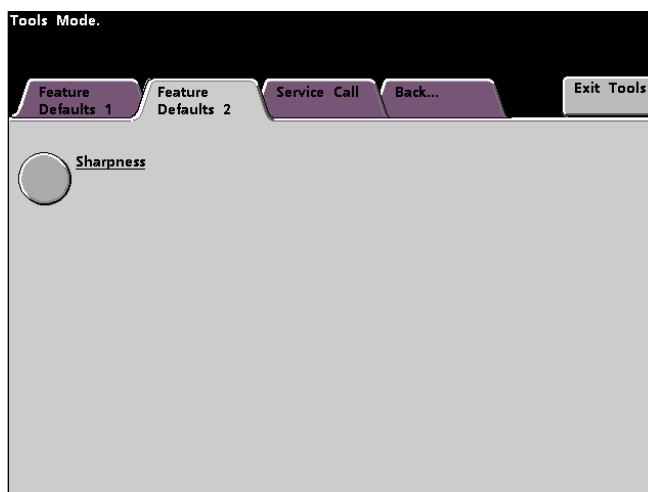 Tools Mode.
Feature
Defaults 1
Feature
Defaults 2
Service Call
Back...
Exit Tools
Sharpness